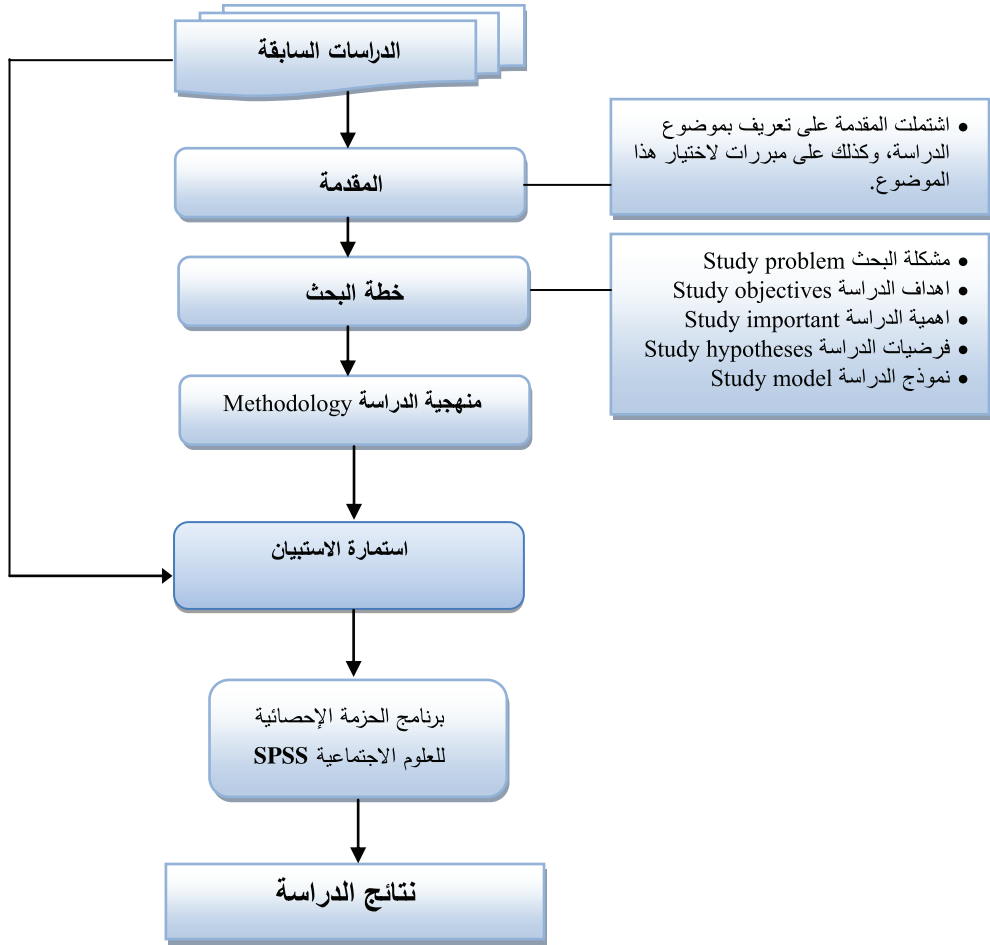 الدراسات السابقة
المقدمة
• اشتملت المقدمة على تعريف بموضوع
الدراسة، وكذلك على مبررات لاختيار هذا
الموضوع.
خطة البحث
• مشكلة البحث Study problem
• اهداف الدراسة Study objectives
• اهمية الدراسة Study important
• فرضيات الدراسة Study hypotheses
• نموذج الدراسة Study model
منهجية الدراسة Methodology
استمارة الاستبيان
برنامج الحزمة الإحصائية
للعلوم الاجتماعية SPSS
نتائج الدراسة